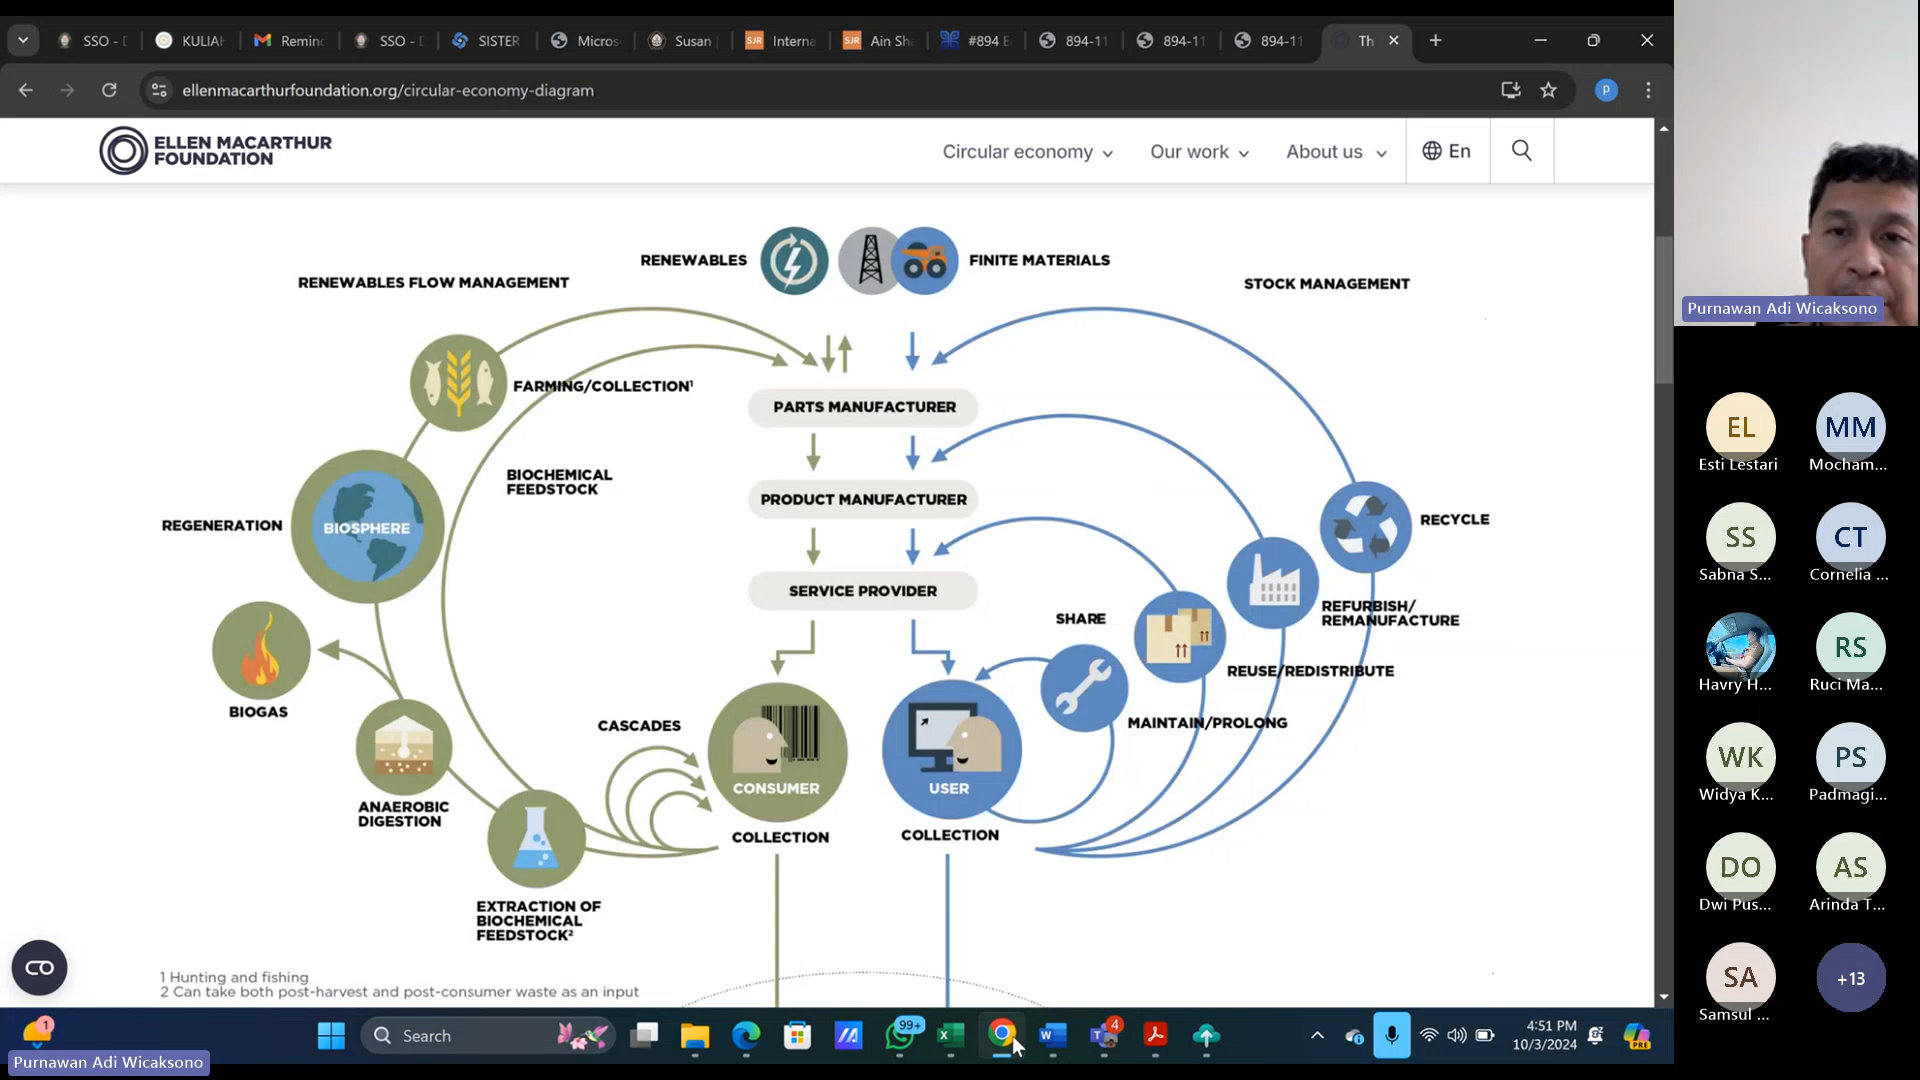 SSO - D
KULIAH
Remind
SSO - D
SISTER
Micros
Susan
SJR
Interna
SJR
Ain Sha
#894 E
894-11
894-11
894-11
Th
ellenmacarthurfoundation.org/circular-economy-diagram
p
ELLEN MACARTHUR
FOUNDATION
Circular economy
Our work
About us
En
RENEWABLES
FINITE MATERIALS
RENEWABLES FLOW MANAGEMENT
STOCK MANAGEMENT
FARMING/COLLECTION¹
PARTS MANUFACTURER
BIOCHEMICAL
FEEDSTOCK
PRODUCT MANUFACTURER
REGENERATION
BIOSPHERE
RECYCLE
SERVICE PROVIDER
SHARE
REFURBISH/
REMANUFACTURE
REUSE/REDISTRIBUTE
BIOGAS
CASCADES
MAINTAIN/PROLONG
CONSUMER
USER
ANAEROBIC
DIGESTION
COLLECTION
COLLECTION
EXTRACTION OF
BIOCHEMICAL
FEEDSTOCK²
1 Hunting and fishing
2 Can take both post-harvest and post-consumer waste as an input
1
Search
99+
4
4:51 PM
10/3/2024
PRE
Purnawan Adi Wicaksono
Purnawan Adi Wicaksono
EL
Esti Lestari
MM
Mocham...
SS
Sabna S...
CT
Cornelia ...
Havry H...
RS
Ruci Ma...
WK
Widya K...
PS
Padmagi...
DO
Dwi Pus...
AS
Arinda T...
SA
Samsul ...
+13